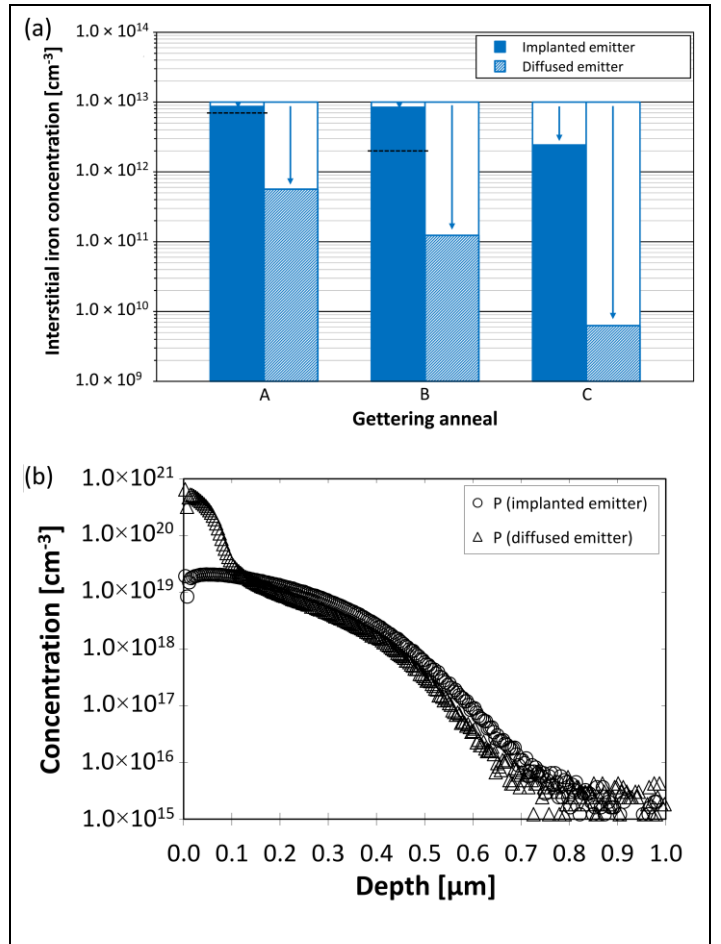 (a)
Interstitial iron concentration [cm⁻³]
1.0 × 10¹⁴
1.0 × 10¹³
1.0 × 10¹²
1.0 × 10¹¹
1.0 × 10¹⁰
1.0 × 10⁹
Implanted emitter
Diffused emitter
A B C
Gettering anneal
(b)
Concentration [cm⁻³]
1.0×10²¹
1.0×10²⁰
1.0×10¹⁹
1.0×10¹⁸
1.0×10¹⁷
1.0×10¹⁶
1.0×10¹⁵
P (implanted emitter)
P (diffused emitter)
0.0 0.1 0.2 0.3 0.4 0.5 0.6 0.7 0.8 0.9 1.0
Depth [μm]